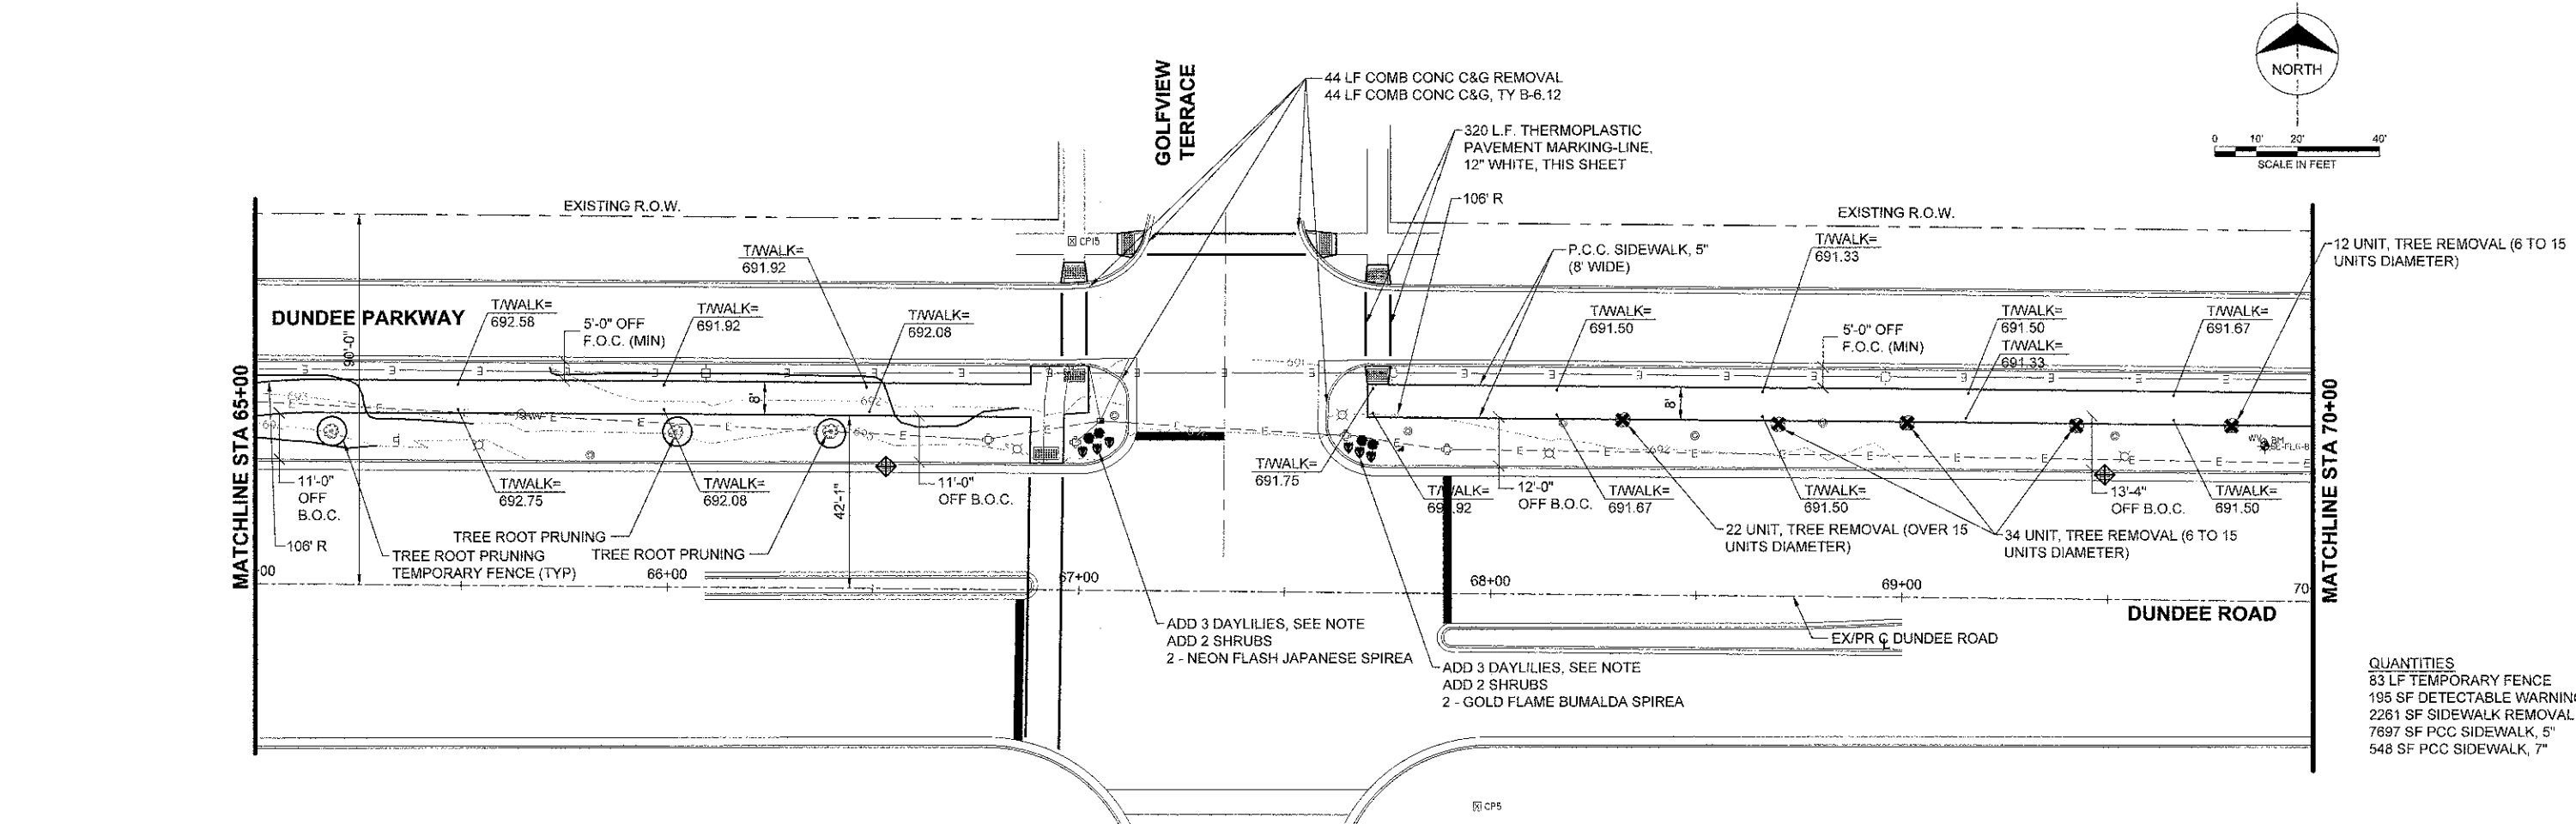 NORTH
0 10' 20' 40'
SCALE IN FEET
GOLFVIEW
TERRACE
44 LF COMB CONC C&G REMOVAL
44 LF COMB CONC C&G, TY B-6.12
320 L.F. THERMOPLASTIC
PAVEMENT MARKING-LINE,
12" WHITE, THIS SHEET
106' R
EXISTING R.O.W.
EXISTING R.O.W.
CP15
T/WALK=
691.92
P.C.C. SIDEWALK, 5"
(8' WIDE)
T/WALK=
691.33
12 UNIT, TREE REMOVAL (6 TO 15
UNITS DIAMETER)
DUNDEE PARKWAY
90'-0"
T/WALK=
692.58
5'-0" OFF
F.O.C. (MIN)
T/WALK=
691.92
T/WALK=
692.08
T/WALK=
691.50
5'-0" OFF
F.O.C. (MIN)
T/WALK=
691.50
T/WALK=
691.33
T/WALK=
691.67
MATCHLINE STA 65+00
MATCHLINE STA 70+00
8'
8'
691
692
692
11'-0"
OFF
B.O.C.
T/WALK=
692.75
T/WALK=
692.08
42'-1"
11'-0"
OFF B.O.C.
T/WALK=
691.75
T/WALK=
691.92
12'-0"
OFF B.O.C.
T/WALK=
691.67
T/WALK=
691.50
13'-4"
OFF B.O.C.
T/WALK=
691.50
106' R
TREE ROOT PRUNING
TREE ROOT PRUNING
TEMPORARY FENCE (TYP)
TREE ROOT PRUNING
22 UNIT, TREE REMOVAL (OVER 15
UNITS DIAMETER)
34 UNIT, TREE REMOVAL (6 TO 15
UNITS DIAMETER)
00
66+00
67+00
68+00
69+00
70
DUNDEE ROAD
EX/PR ℄ DUNDEE ROAD
ADD 3 DAYLILIES, SEE NOTE
ADD 2 SHRUBS
2 - NEON FLASH JAPANESE SPIREA
ADD 3 DAYLILIES, SEE NOTE
ADD 2 SHRUBS
2 - GOLD FLAME BUMALDA SPIREA
QUANTITIES
83 LF TEMPORARY FENCE
195 SF DETECTABLE WARNIN
2261 SF SIDEWALK REMOVAL
7697 SF PCC SIDEWALK, 5"
548 SF PCC SIDEWALK, 7"
CP5